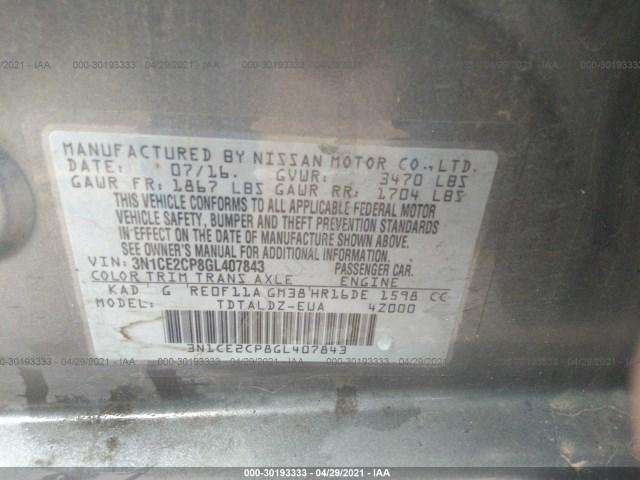 000-30193333 - 04/29/2021 - IAA
MANUFACTURED BY NISSAN MOTOR CO., LTD.
DATE: 07/16. GVWR: 3470 LBS
GAWR FR: 1867 LBS GAWR RR: 1704 LBS
THIS VEHICLE CONFORMS TO ALL APPLICABLE FEDERAL MOTOR
VEHICLE SAFETY, BUMPER AND THEFT PREVENTION STANDARDS
IN EFFECT ON THE DATE OF MANUFACTURE SHOWN ABOVE.
SEE OWNER'S MANUAL FOR ADDITIONAL INFORMATION
VIN: 3N1CE2CP8GL407843 PASSENGER CAR.
COLOR TRIM TRANS AXLE ENGINE
KAD G RE0F11A GM38 HR16DE 1598 CC
MODEL: TDTALDZ-EUA 4Z000
3N1CE2CP8GL407843
000-30193333 - 04/29/2021 - IAA